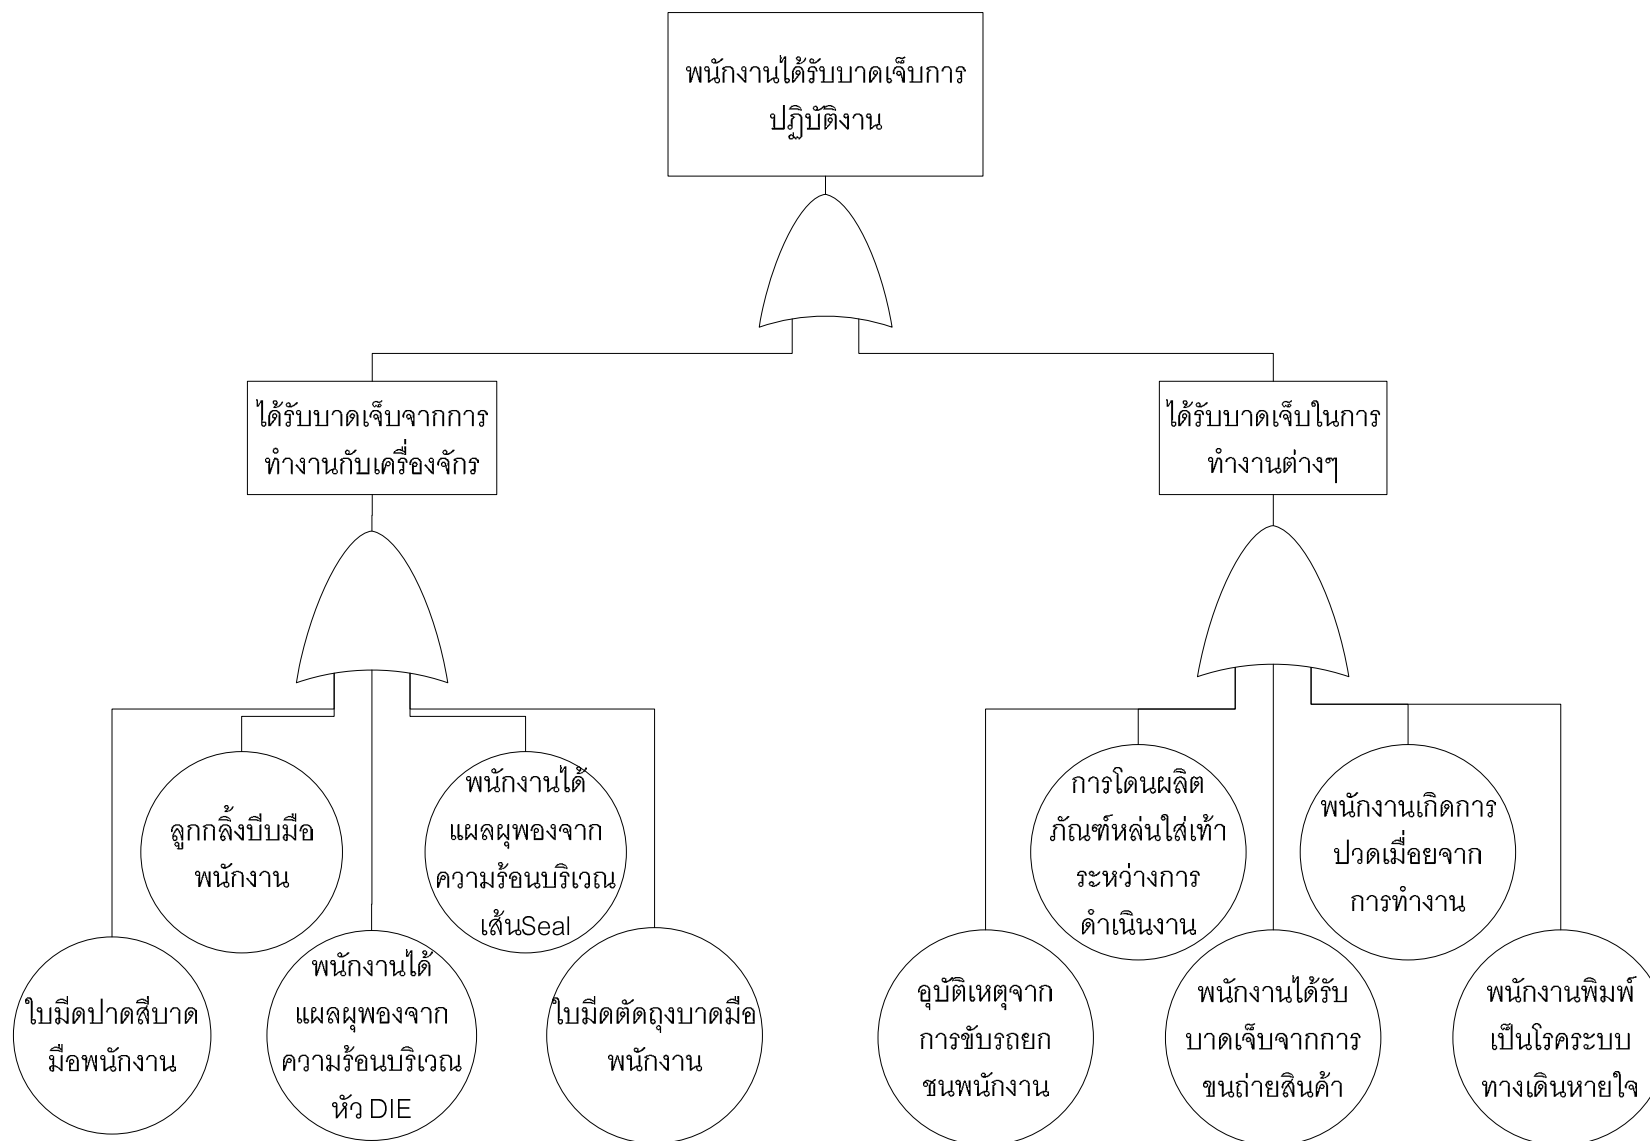 พนักงานได้รับบาดเจ็บการ
ปฏิบัติงาน
ได้รับบาดเจ็บจากการ
ทำงานกับเครื่องจักร
ได้รับบาดเจ็บในการ
ทำงานต่างๆ
ลูกกลิ้งบีบมือ
พนักงาน
พนักงานได้
แผลผุพองจาก
ความร้อนบริเวณ
เส้นSeal
การโดนผลิต
ภัณฑ์หล่นใส่เท้า
ระหว่างการ
ดำเนินงาน
พนักงานเกิดการ
ปวดเมื่อยจาก
การทำงาน
ใบมีดปาดสีบาด
มือพนักงาน
พนักงานได้
แผลผุพองจาก
ความร้อนบริเวณ
หัว DIE
ใบมีดตัดถุงบาดมือ
พนักงาน
อุบัติเหตุจาก
การขับรถยก
ชนพนักงาน
พนักงานได้รับ
บาดเจ็บจากการ
ขนถ่ายสินค้า
พนักงานพิมพ์
เป็นโรคระบบ
ทางเดินหายใจ